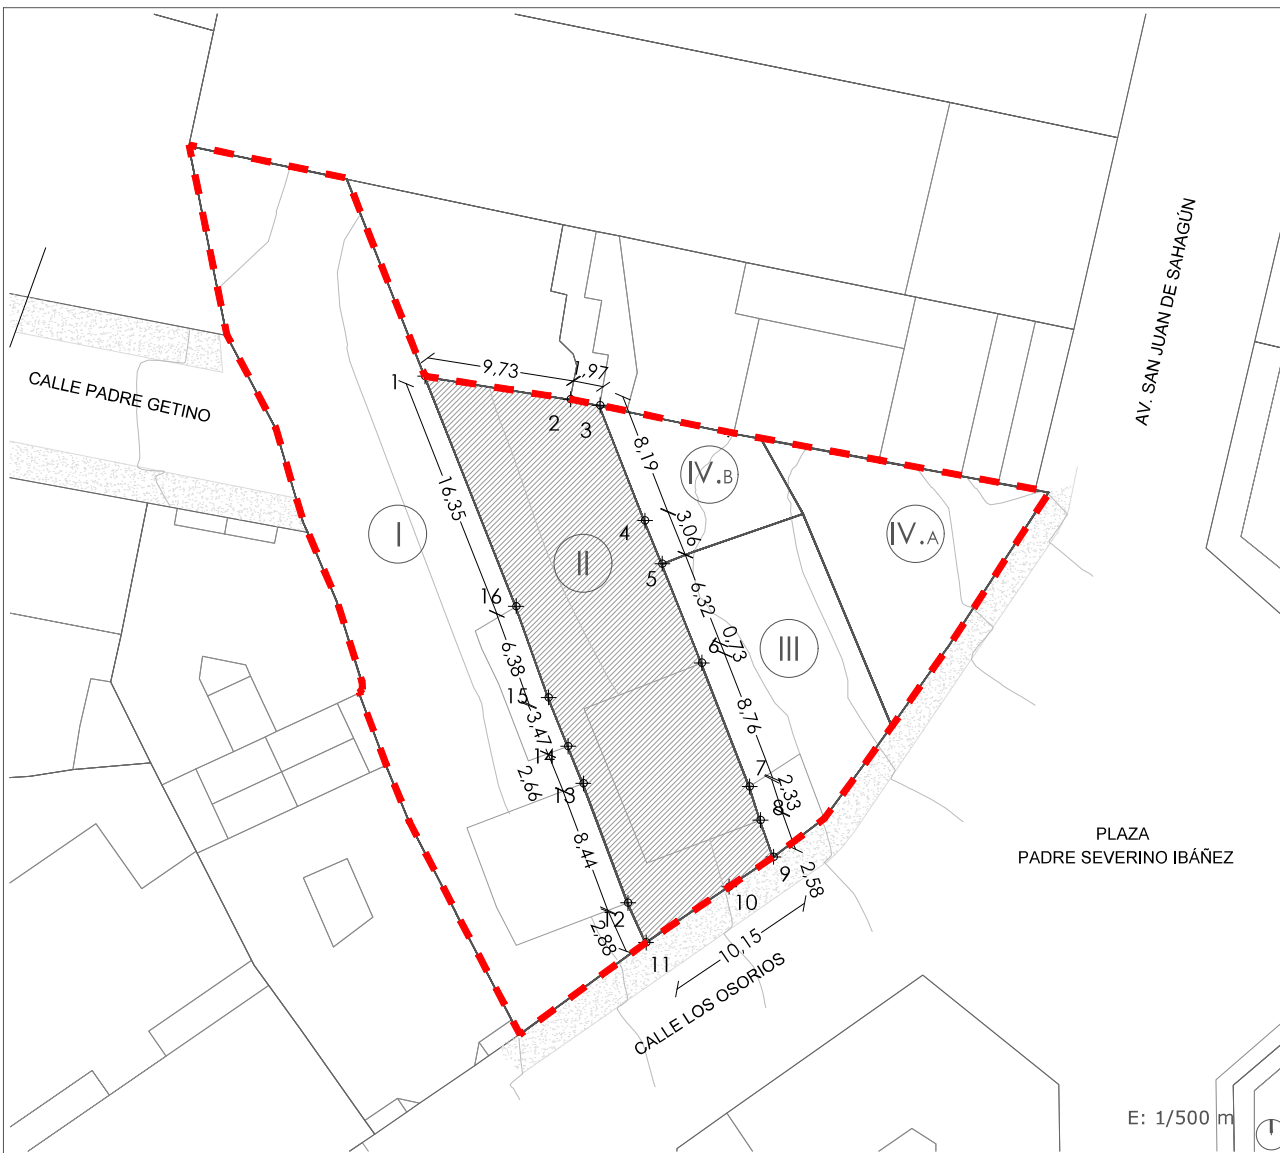 AV. SAN JUAN DE SAHAGÚN
CALLE PADRE GETINO
9,73
1,97
1
2
3
8,19
IV.B
16,35
I
4
3,06
IV.A
II
5
16
6,32
0,73
6
III
6,38
15
8,76
3,47
14
7
2,66
13
2,33
8
PLAZA
PADRE SEVERINO IBÁÑEZ
8,44
9
2,58
10
12
2,88
11
10,15
CALLE LOS OSORIOS
E: 1/500 m